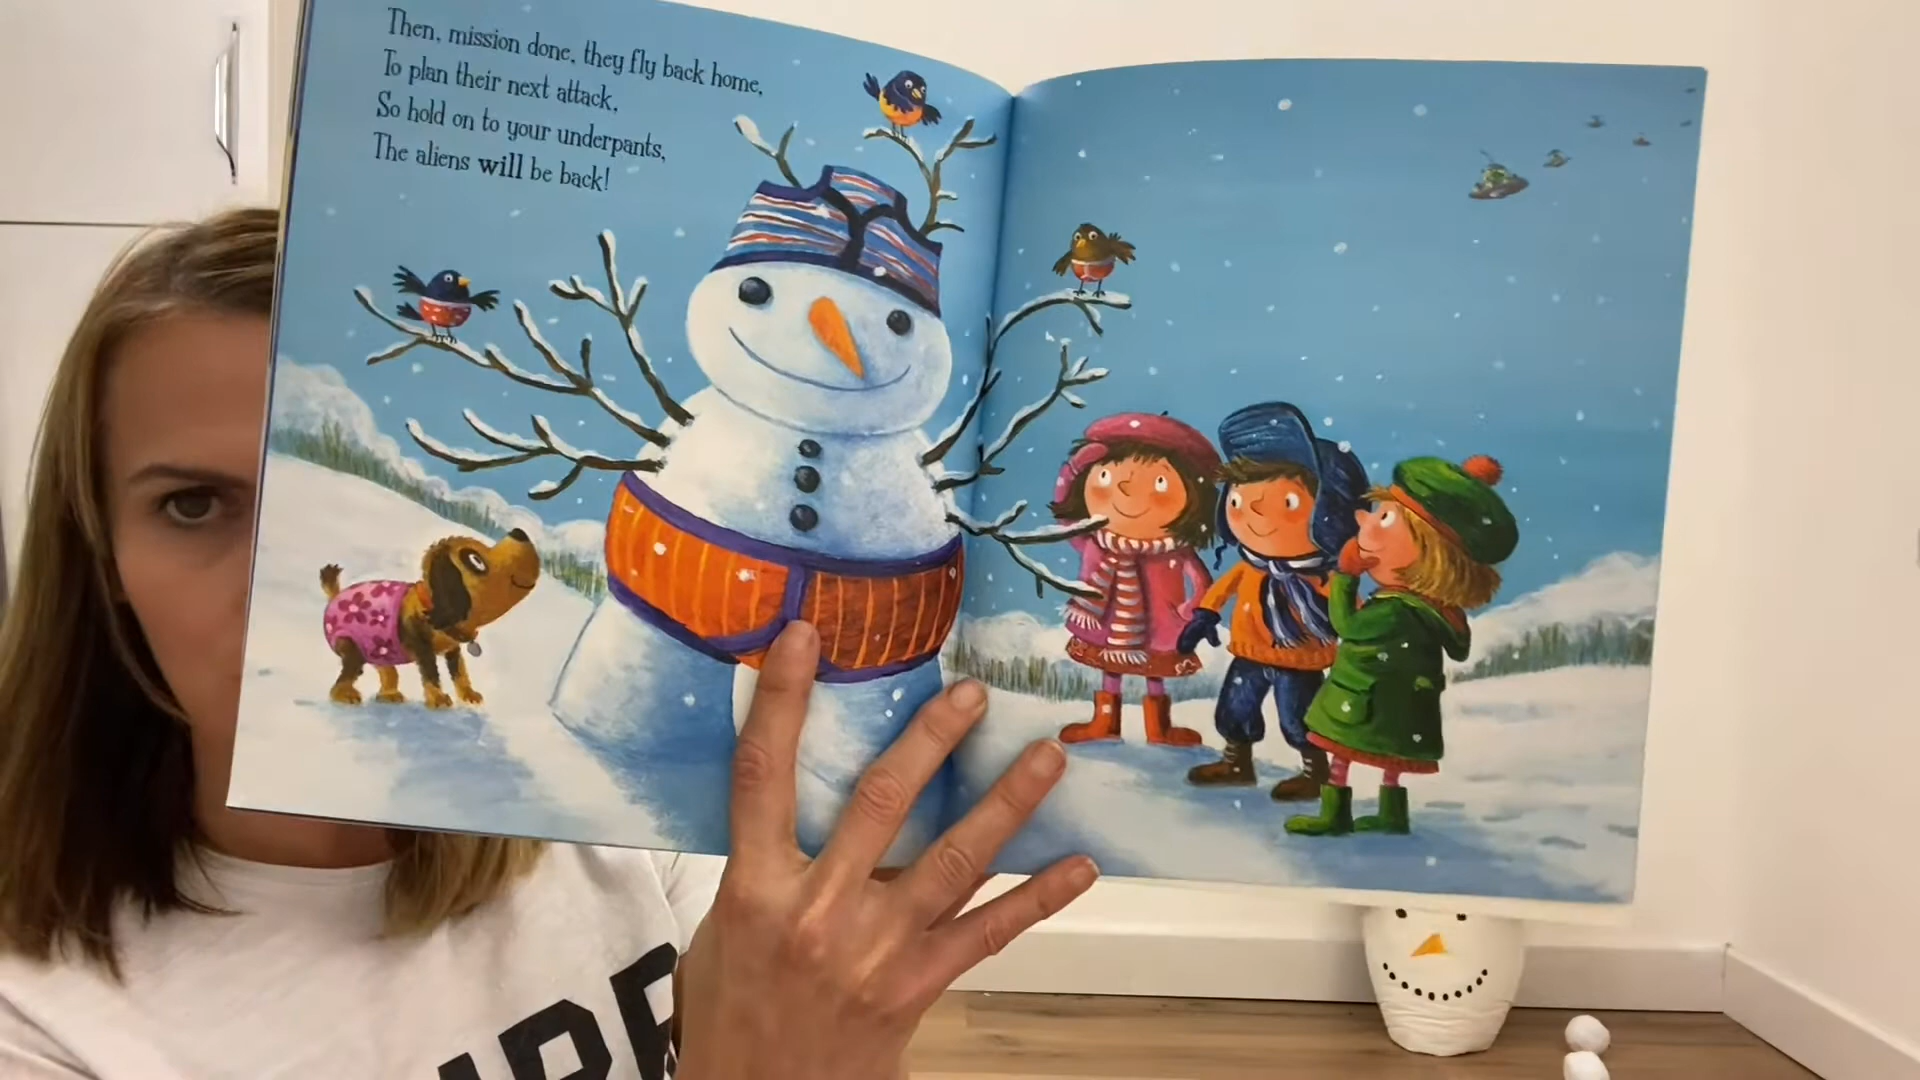 Then, mission done, they fly back home,
To plan their next attack,
So hold on to your underpants,
The aliens will be back!